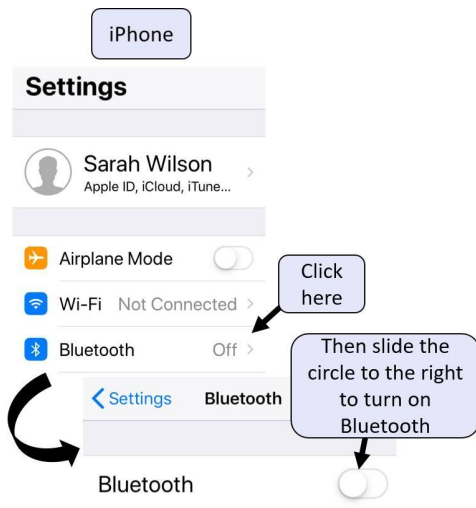 iPhone
Settings
Sarah Wilson
Apple ID, iCloud, iTune...
Airplane Mode
Wi-Fi Not Connected
Click
here
Bluetooth Off
Then slide the
circle to the right
to turn on
Bluetooth
Settings Bluetooth
Bluetooth